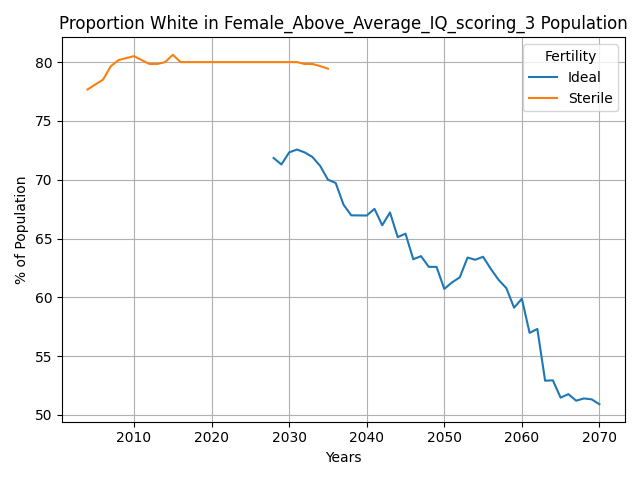 Proportion White in Female_Above_Average_IQ_scoring_3 Population
Fertility
Ideal
Sterile
% of Population
80
75
70
65
60
55
50
2010 2020 2030 2040 2050 2060 2070
Years